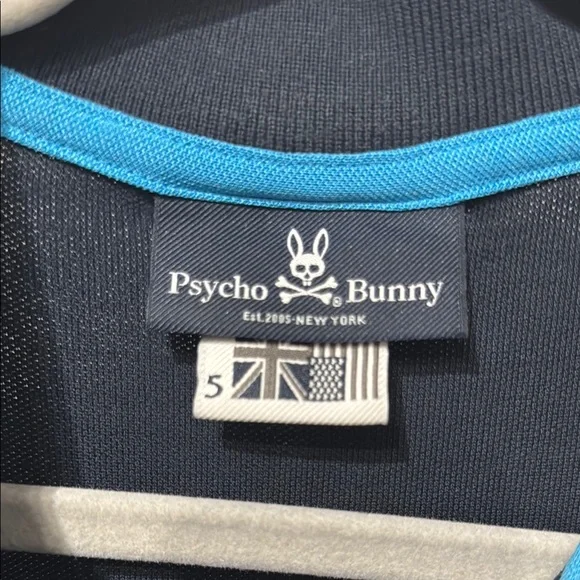 Psycho ® Bunny
Est.2005-NEW YORK
5